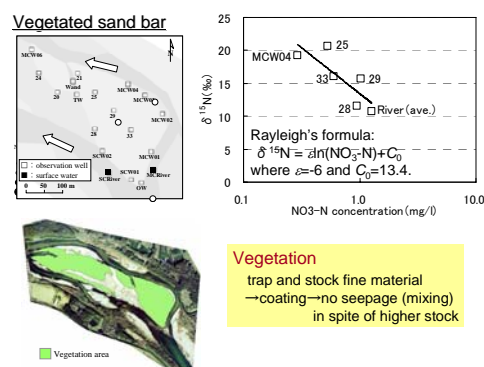 Vegetated sand bar
MCW06
N
24
21
Wand
MCW04
20
TW
25
MCW03
29
MCW02
28
33
SCW02
MCW01
□ : observation well
■ : surface water
SCRiver
SCW01
MCRiver
OW
0 50 100 m
Vegetation area
δ ¹⁵N(‰)
25
20
15
10
5
0
MCW04
25
33
29
28
River (ave.)
Rayleigh's formula:
δ ¹⁵N = εln(NO₃-N)+C₀
where ε=-6 and C₀=13.4.
0.1
1.0
10.0
NO3-N concentration(mg/l)
Vegetation
trap and stock fine material
→coating→no seepage (mixing)
in spite of higher stock